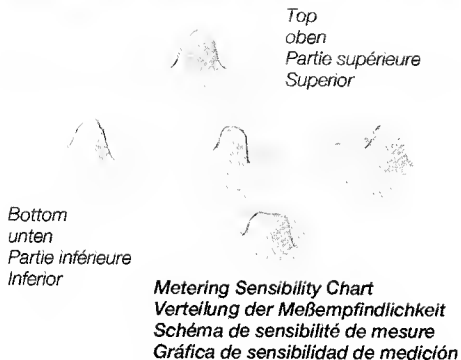 Top
oben
Partie supérieure
Superior
Bottom
unten
Partie inférieure
Inferior
Metering Sensibility Chart
Verteilung der Meßempfindlichkeit
Schéma de sensibilité de mesure
Gráfica de sensibilidad de medición